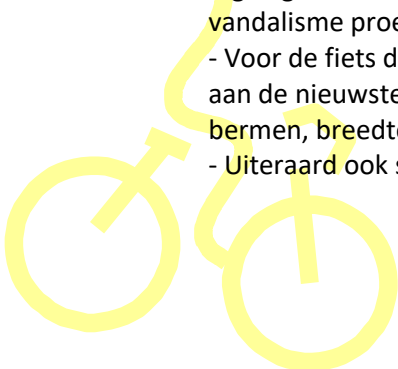 vandalisme proe
- Voor de fiets d
aan de nieuwste
bermen, breedte
- Uiteraard ook s